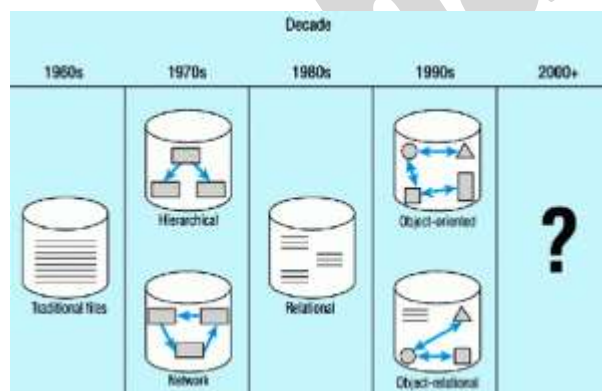 Decade
1960s 1970s 1980s 1990s 2000+
Hierarchical Object-oriented
Traditional files Relational
?
Network Object-relational